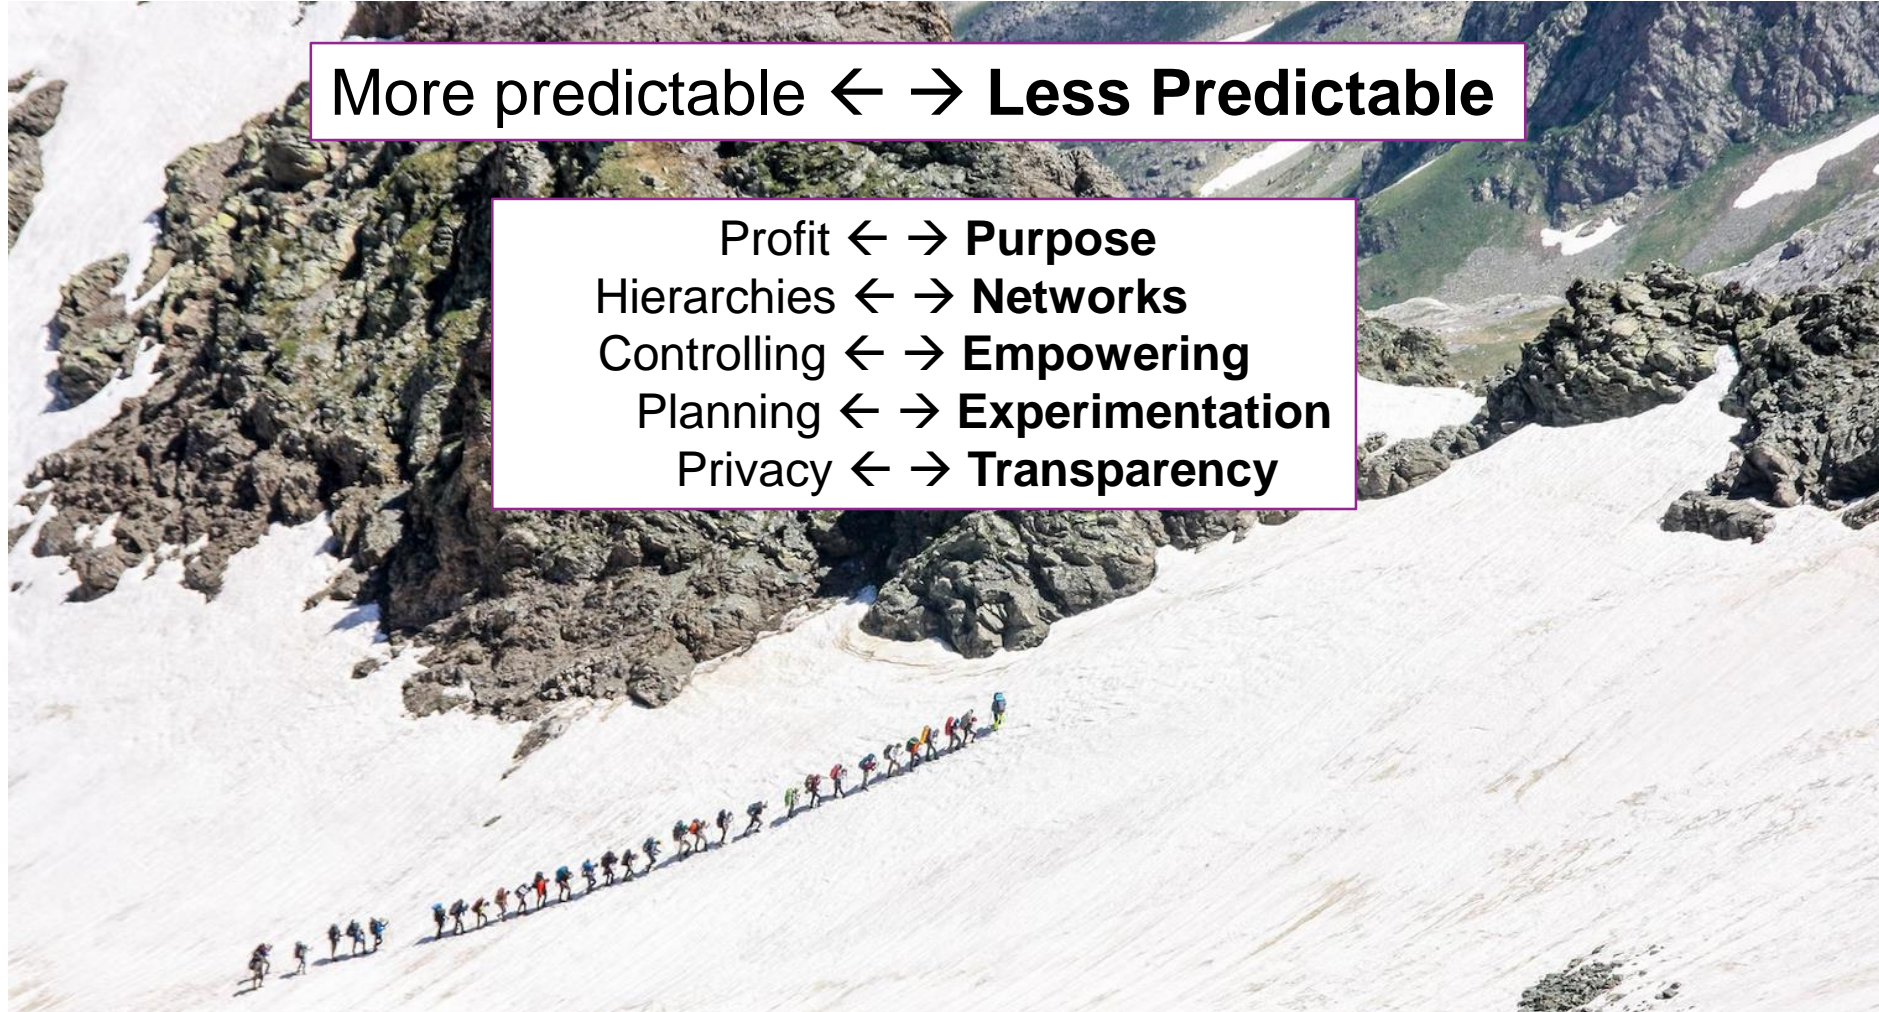 More predictable ← → Less Predictable
Profit ← → Purpose
Hierarchies ← → Networks
Controlling ← → Empowering
Planning ← → Experimentation
Privacy ← → Transparency